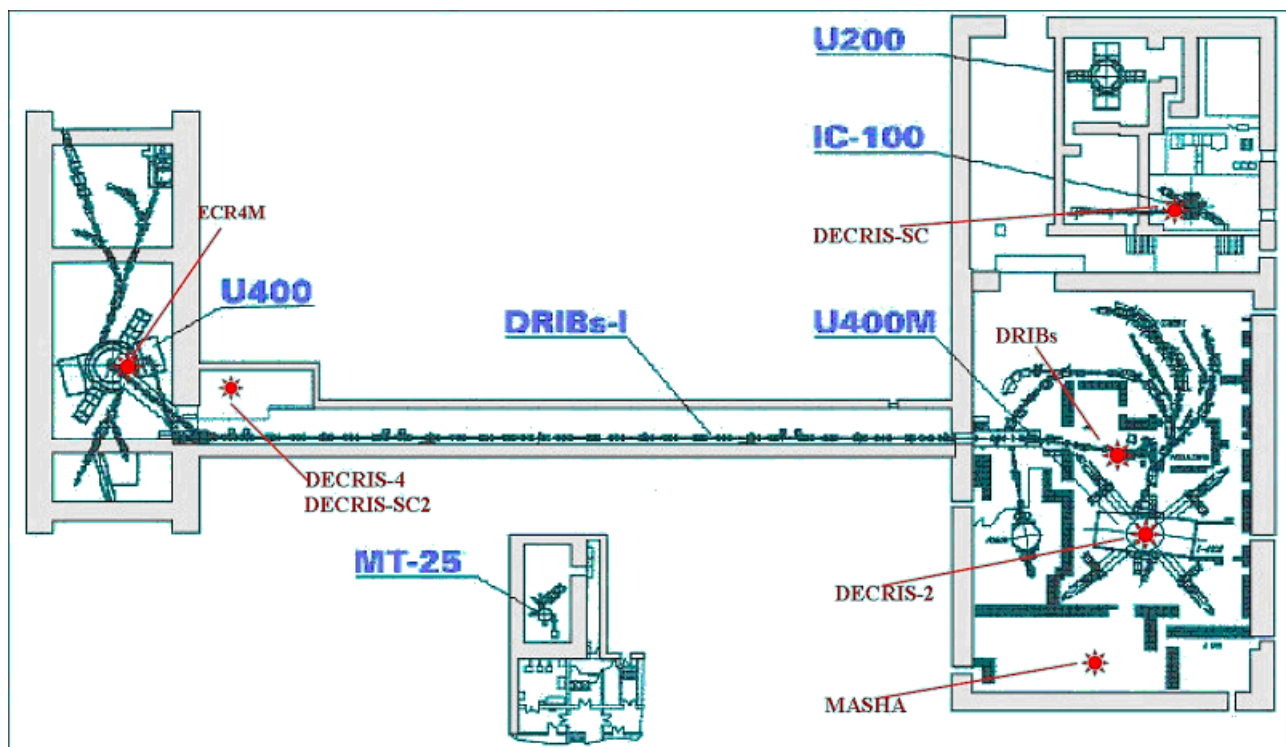 U200
IC-100
DECRIS-SC
ECR4M
U400
DRIBs-I
U400M
DRIBs
DECRIS-4
DECRIS-SC2
MT-25
DECRIS-2
MASHA